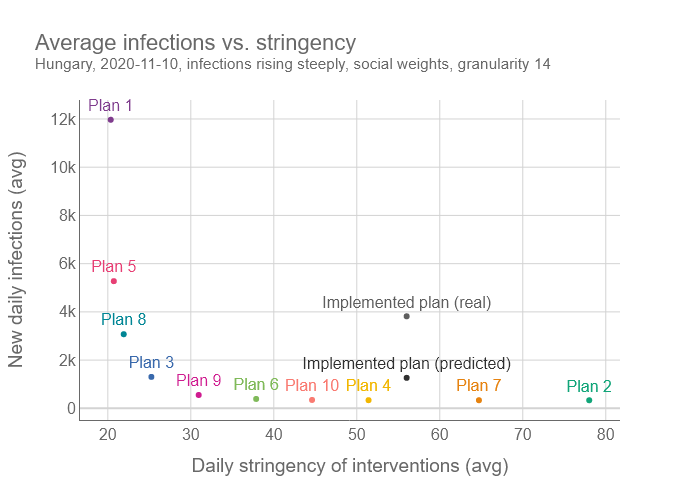 Average infections vs. stringency
Hungary, 2020-11-10, infections rising steeply, social weights, granularity 14
Plan 1
12k
10k
8k
6k
4k
2k
0
New daily infections (avg)
Plan 5
Plan 8
Implemented plan (real)
Plan 3
Implemented plan (predicted)
Plan 9
Plan 6
Plan 10
Plan 4
Plan 7
Plan 2
20
30
40
50
60
70
80
Daily stringency of interventions (avg)